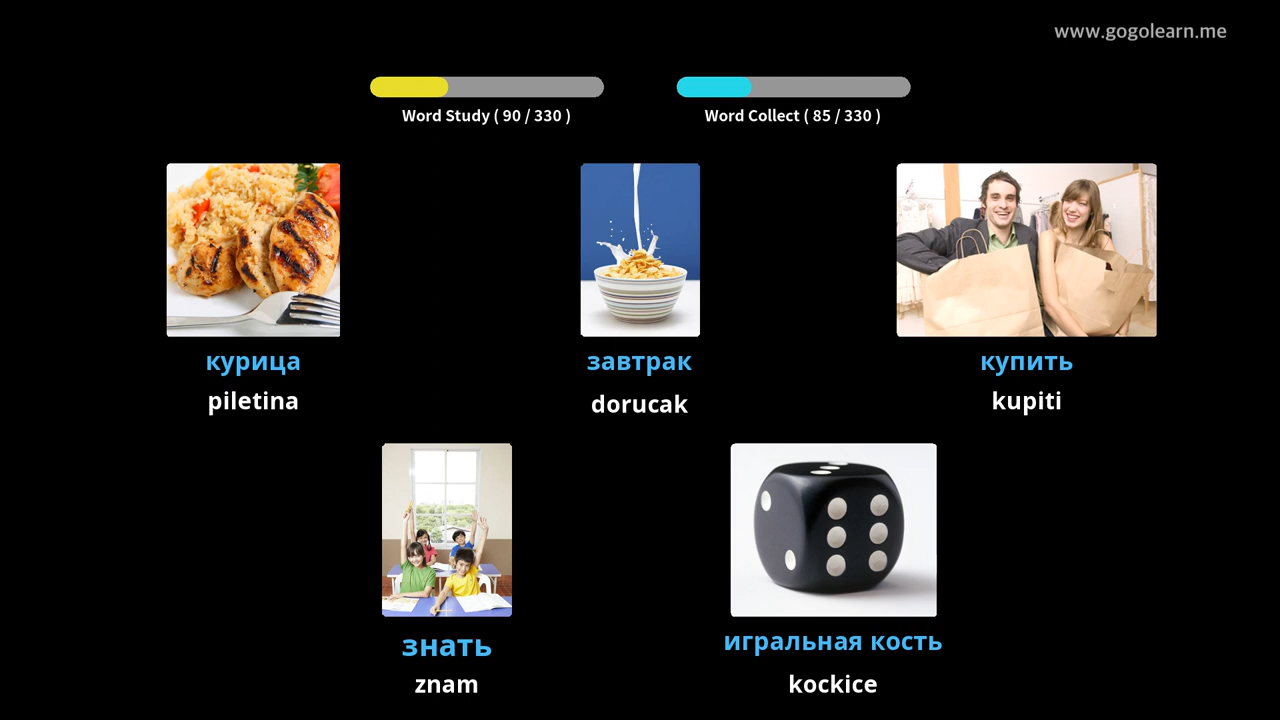 www.gogolearn.me
Word Study ( 90 / 330 )
Word Collect ( 85 / 330 )
курица
piletina
завтрак
dorucak
купить
kupiti
знать
znam
игральная кость
kockice